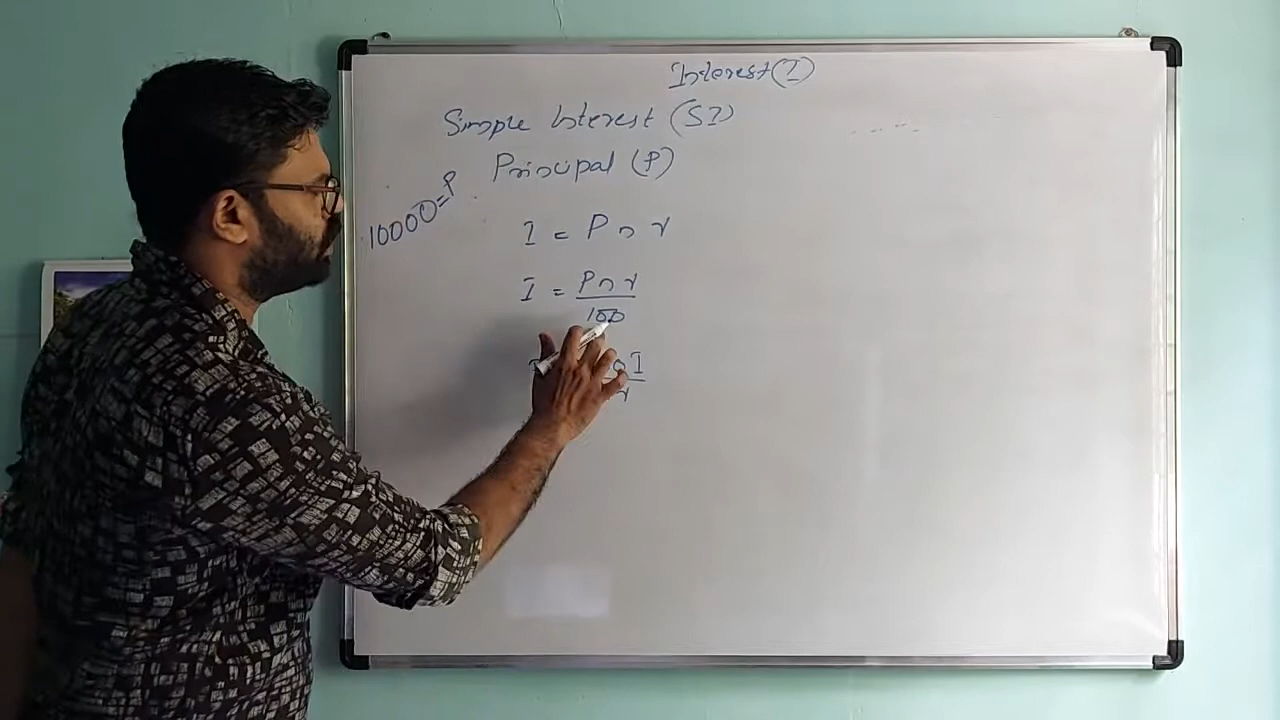 Interest(I)
Simple Interest (SI)
Principal (P)
10000=P
I = P n r
I = P n r
100
I
r